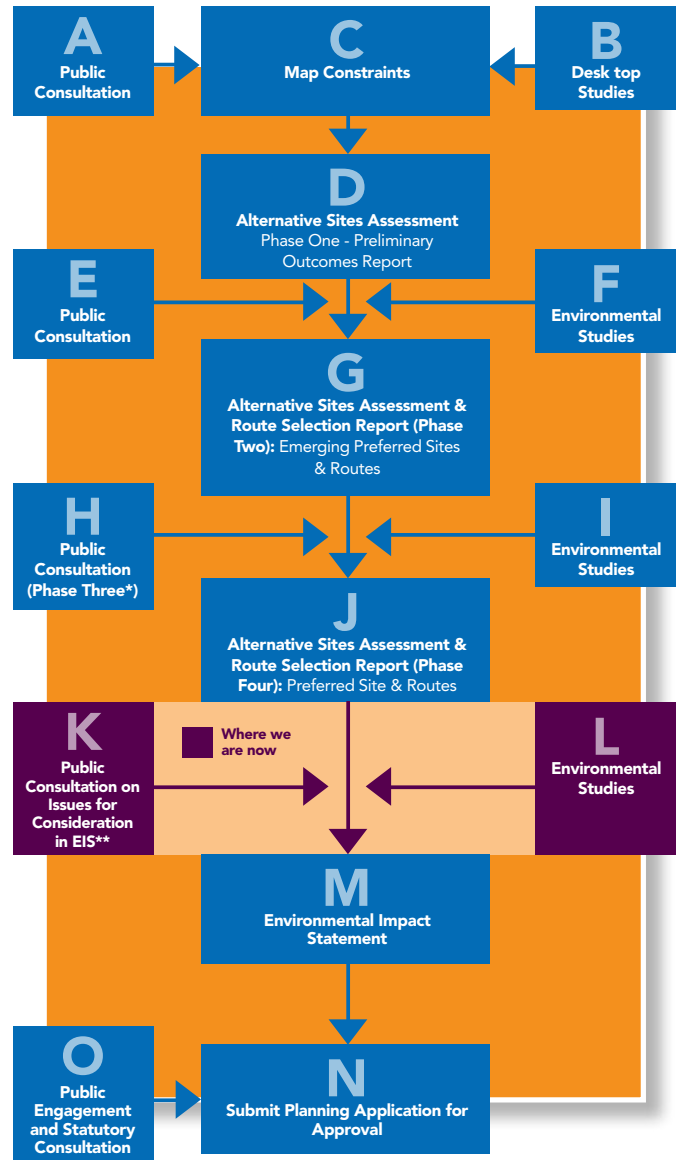 A
Public
Consultation
C
Map Constraints
B
Desk top
Studies
D
Alternative Sites Assessment
Phase One - Preliminary
Outcomes Report
E
Public
Consultation
F
Environmental
Studies
G
Alternative Sites Assessment &
Route Selection Report (Phase
Two): Emerging Preferred Sites
& Routes
H
Public
Consultation
(Phase Three*)
I
Environmental
Studies
J
Alternative Sites Assessment &
Route Selection Report (Phase
Four): Preferred Site & Routes
K
Public
Consultation on
Issues for
Consideration
in EIS**
Where we
are now
L
Environmental
Studies
M
Environmental Impact
Statement
O
Public
Engagement
and Statutory
Consultation
N
Submit Planning Application for
Approval